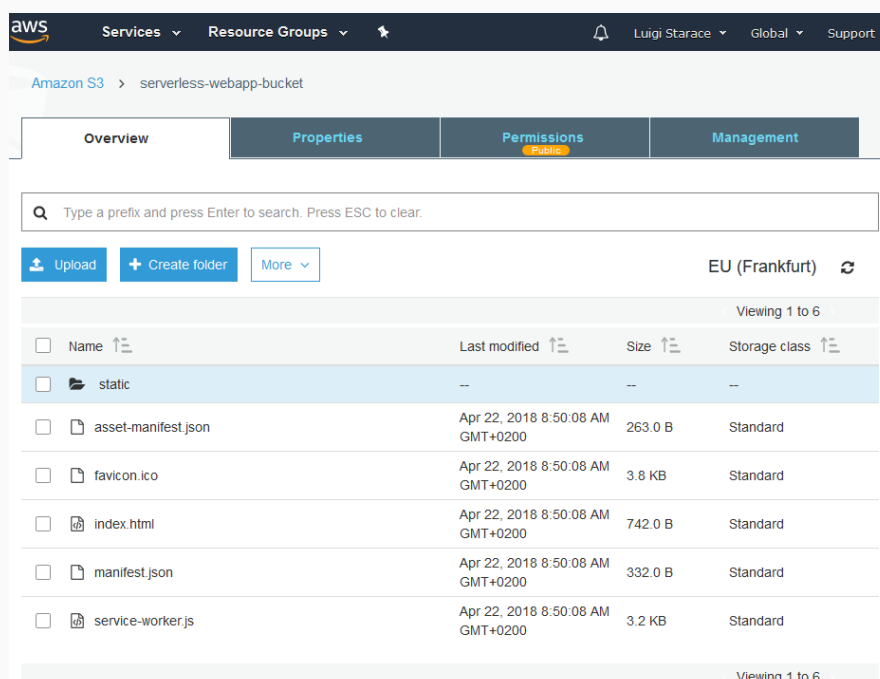 aws Services Resource Groups Luigi Starace Global Support
Amazon S3 > serverless-webapp-bucket
Overview Properties Permissions Management
Public
Type a prefix and press Enter to search. Press ESC to clear.
Upload + Create folder More EU (Frankfurt)
Viewing 1 to 6
Name Last modified Size Storage class
static -- -- --
asset-manifest.json Apr 22, 2018 8:50:08 AM GMT+0200 263.0 B Standard
favicon.ico Apr 22, 2018 8:50:08 AM GMT+0200 3.8 KB Standard
index.html Apr 22, 2018 8:50:08 AM GMT+0200 742.0 B Standard
manifest.json Apr 22, 2018 8:50:08 AM GMT+0200 332.0 B Standard
service-worker.js Apr 22, 2018 8:50:08 AM GMT+0200 3.2 KB Standard
Viewing 1 to 6